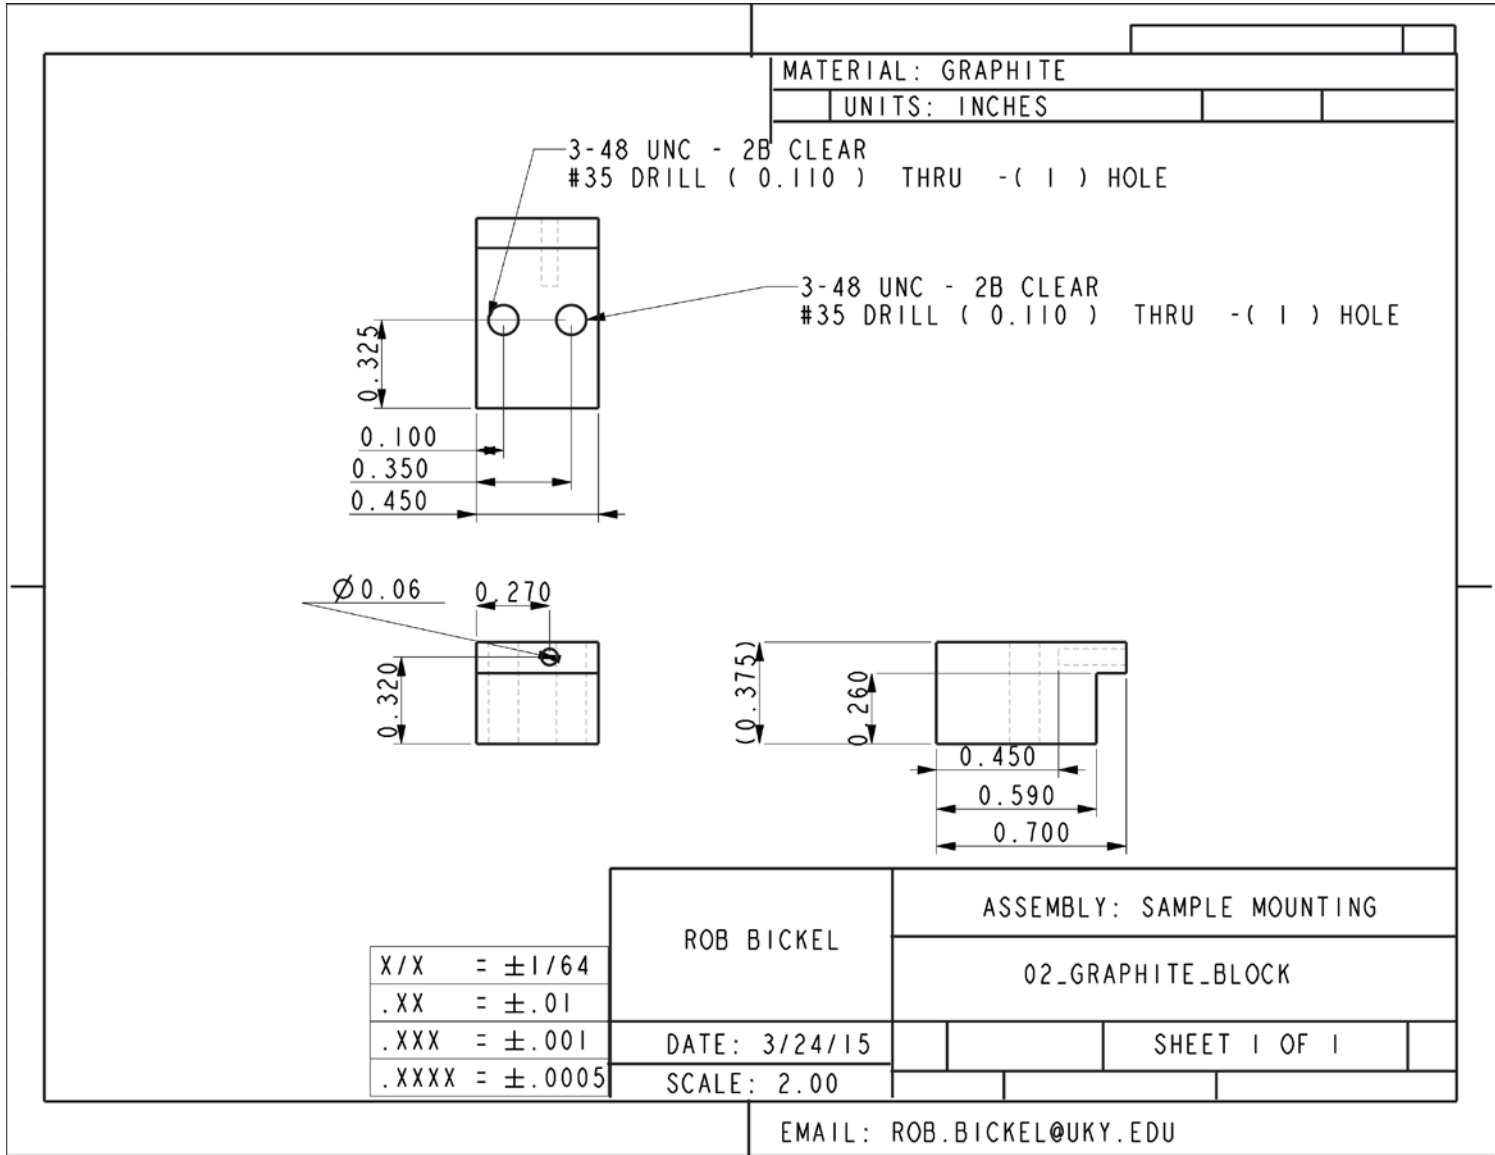 MATERIAL: GRAPHITE
UNITS: INCHES
3-48 UNC - 2B CLEAR
#35 DRILL ( 0.110 ) THRU -( 1 ) HOLE
3-48 UNC - 2B CLEAR
#35 DRILL ( 0.110 ) THRU -( 1 ) HOLE
0.325
0.100
0.350
0.450
Ø0.06
0.270
0.320
(0.375)
0.260
0.450
0.590
0.700
ROB BICKEL
ASSEMBLY: SAMPLE MOUNTING
02_GRAPHITE_BLOCK
X/X = ±1/64
.XX = ±.01
.XXX = ±.001
.XXXX = ±.0005
DATE: 3/24/15
SHEET 1 OF 1
SCALE: 2.00
EMAIL: ROB.BICKEL@UKY.EDU